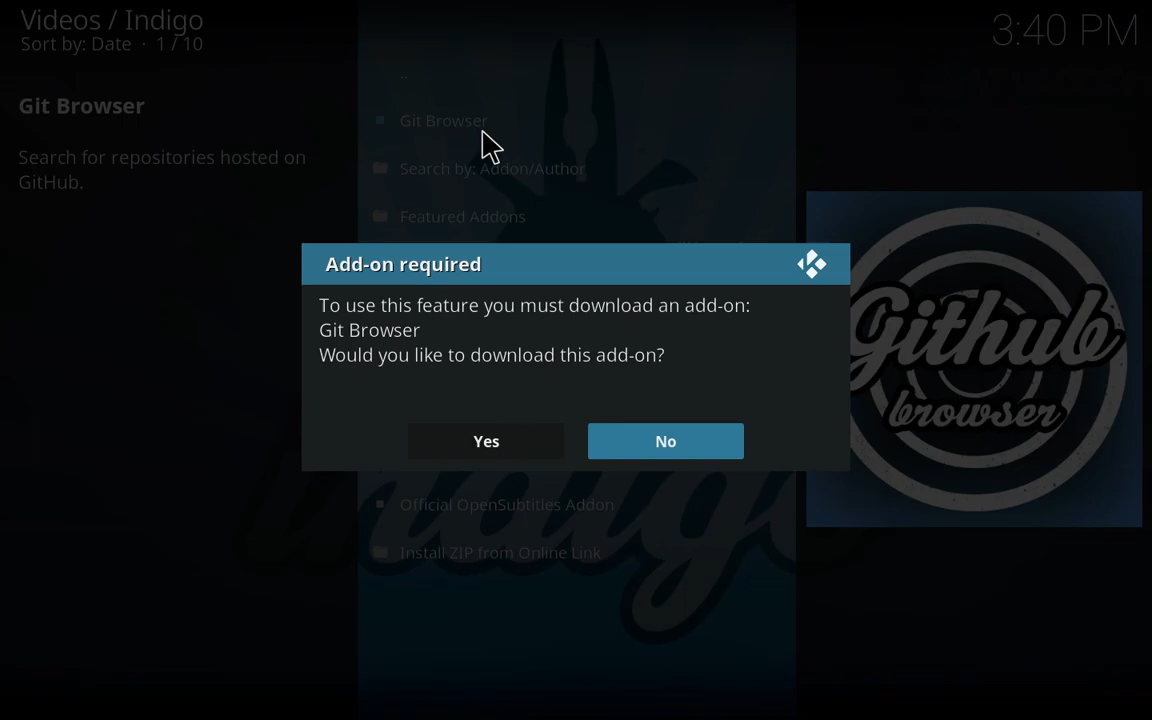 Videos / Indigo
Sort by: Date · 1 / 10
3:40 PM
Git Browser
Search for repositories hosted on
GitHub.
..
Git Browser
Search by: Addon/Author
Featured Addons
Add-on required
To use this feature you must download an add-on:
Git Browser
Would you like to download this add-on?
Yes
No
Official OpenSubtitles Addon
Install ZIP from Online Link
Github
browser
indigo